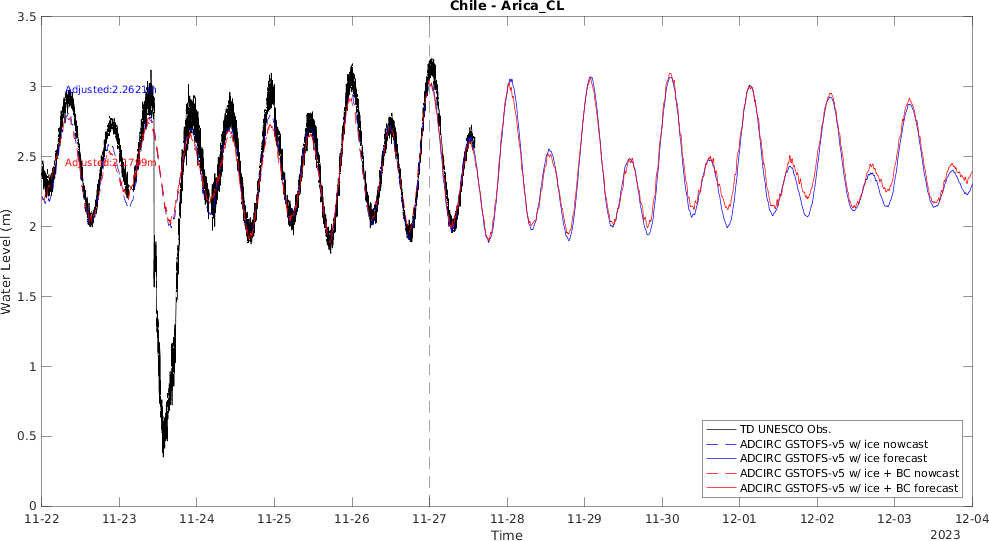 Chile - Arica_CL
3.5
3
2.5
2
1.5
1
0.5
0
Water Level (m)
Adjusted:2.2621m
TD UNESCO Obs.
ADCIRC GSTOFS-v5 w/ ice nowcast
ADCIRC GSTOFS-v5 w/ ice forecast
ADCIRC GSTOFS-v5 w/ ice + BC nowcast
ADCIRC GSTOFS-v5 w/ ice + BC forecast
11-22 11-23 11-24 11-25 11-26 11-27 11-28 11-29 11-30 12-01 12-02 12-03 12-04
Time
2023